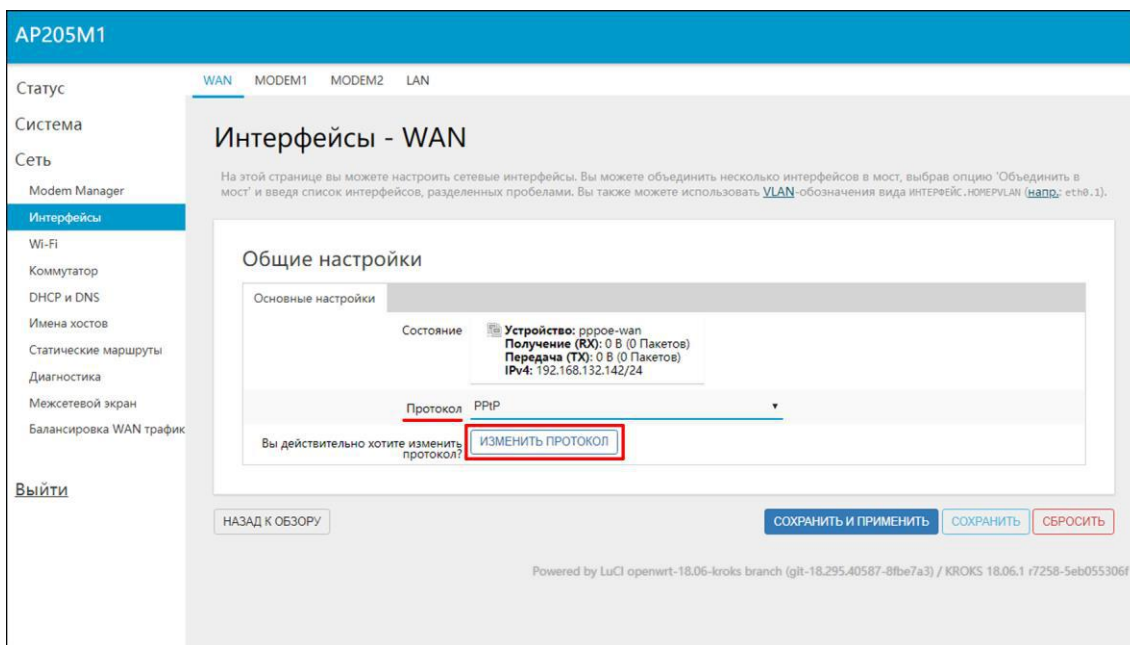 AP205M1
Статус
Система
Сеть
Modem Manager
Интерфейсы
Wi-Fi
Коммутатор
DHCP и DNS
Имена хостов
Статические маршруты
Диагностика
Межсетевой экран
Балансировка WAN трафик
Выйти
WAN MODEM1 MODEM2 LAN
Интерфейсы - WAN
На этой странице вы можете настроить сетевые интерфейсы. Вы можете объединить несколько интерфейсов в мост, выбрав опцию 'Объединить в
мост' и введя список интерфейсов, разделенных пробелами. Вы также можете использовать VLAN-обозначения вида ИНТЕРФЕЙС.НОМЕРVLAN (напр.: eth0.1).
Общие настройки
Основные настройки
Состояние
Устройство: pppoe-wan
Получение (RX): 0 B (0 Пакетов)
Передача (TX): 0 B (0 Пакетов)
IPv4: 192.168.132.142/24
Протокол PPtP
Вы действительно хотите изменить
протокол?
ИЗМЕНИТЬ ПРОТОКОЛ
НАЗАД К ОБЗОРУ
СОХРАНИТЬ И ПРИМЕНИТЬ СОХРАНИТЬ СБРОСИТЬ
Powered by LuCI openwrt-18.06-kroks branch (git-18.295.40587-8fbe7a3) / KROKS 18.06.1 r7258-5eb055306f